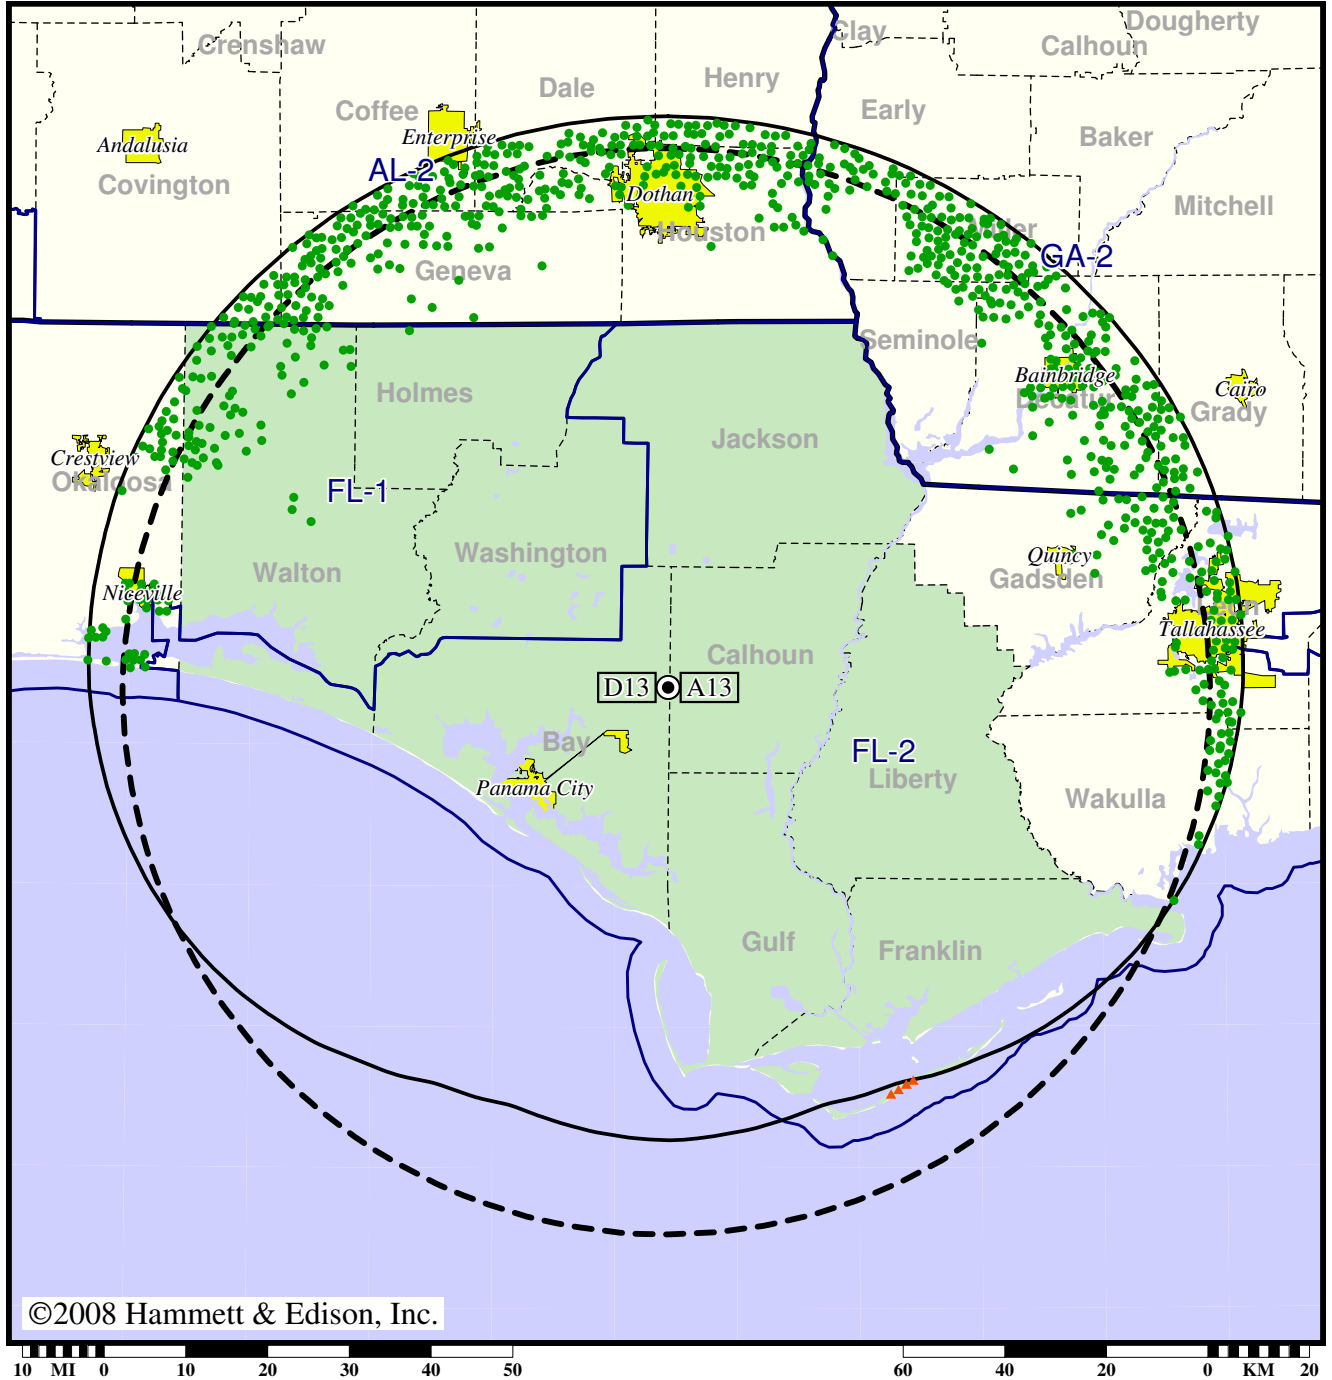 Dougherty
Clay
Crenshaw
Calhoun
Henry
Dale
Coffee
Early
Enterprise
Baker
Andalusia
AL-2
Covington
Dothan
Mitchell
Houston
Miller
GA-2
Geneva
Seminole
Bainbridge
Cairo
Holmes
Decatur
Grady
Jackson
Crestview
Okaloosa
FL-1
Washington
Quincy
Walton
Gadsden
Niceville
Leon
Tallahassee
Calhoun
D13 A13
Bay
FL-2
Liberty
Panama City
Wakulla
Gulf
Franklin
©2008 Hammett & Edison, Inc.
10 MI 0 10 20 30 40 50 60 40 20 0 KM 20